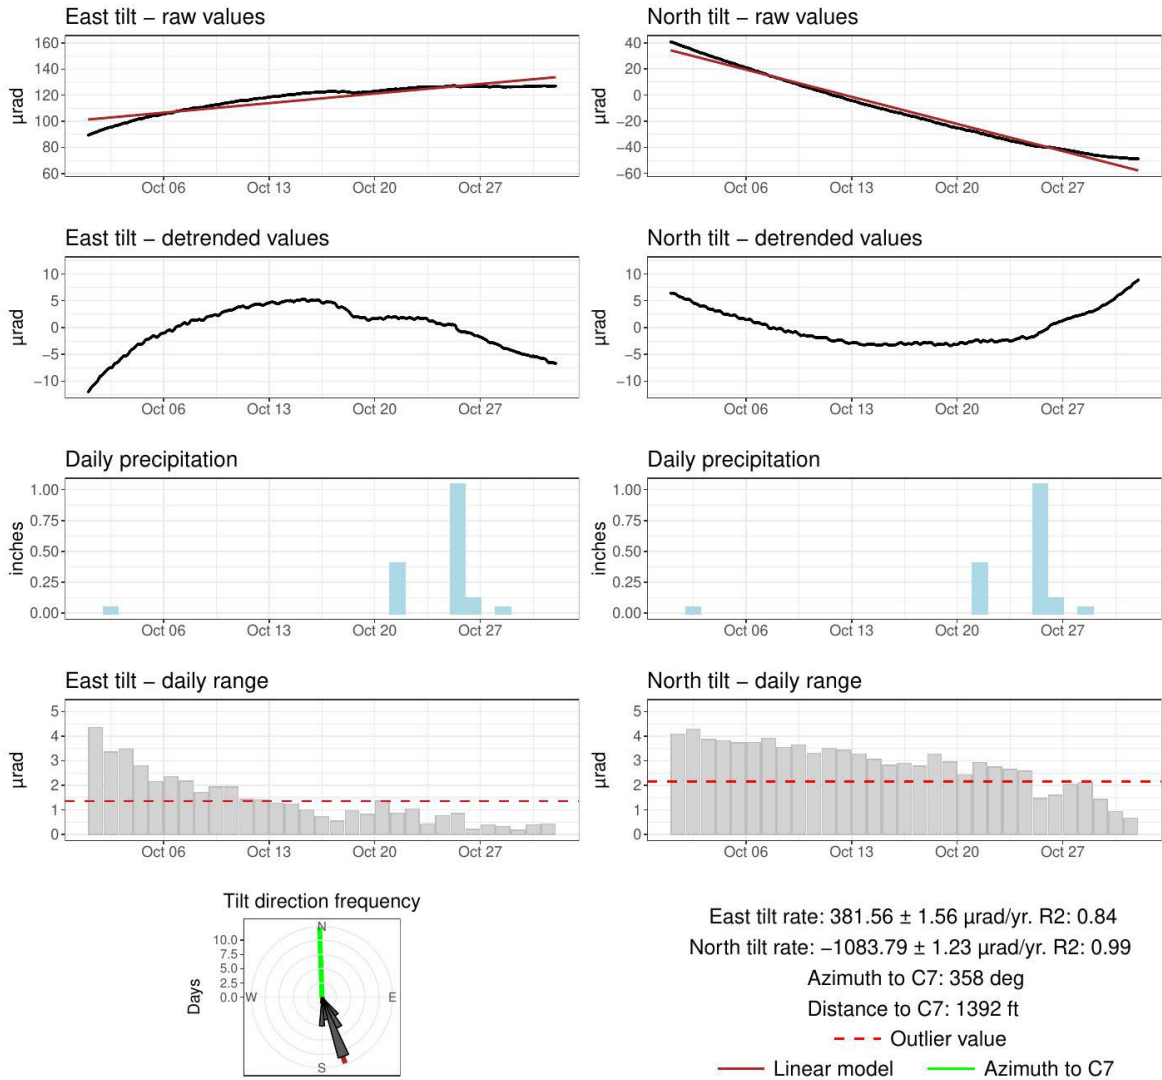 East tilt − raw values
North tilt − raw values
160
140
120
100
80
60
µrad
Oct 06 Oct 13 Oct 20 Oct 27
40
20
0
−20
−40
−60
µrad
Oct 06 Oct 13 Oct 20 Oct 27
East tilt − detrended values
North tilt − detrended values
10
5
0
−5
−10
µrad
Oct 06 Oct 13 Oct 20 Oct 27
10
5
0
−5
−10
µrad
Oct 06 Oct 13 Oct 20 Oct 27
Daily precipitation
Daily precipitation
1.00
0.75
0.50
0.25
0.00
inches
Oct 06 Oct 13 Oct 20 Oct 27
1.00
0.75
0.50
0.25
0.00
inches
Oct 06 Oct 13 Oct 20 Oct 27
East tilt − daily range
North tilt − daily range
5
4
3
2
1
0
µrad
Oct 06 Oct 13 Oct 20 Oct 27
5
4
3
2
1
0
µrad
Oct 06 Oct 13 Oct 20 Oct 27
Tilt direction frequency
N
10.0
7.5
5.0
2.5
0.0
Days
W
E
S
East tilt rate: 381.56 ± 1.56 µrad/yr. R2: 0.84
North tilt rate: −1083.79 ± 1.23 µrad/yr. R2: 0.99
Azimuth to C7: 358 deg
Distance to C7: 1392 ft
Outlier value
Linear model Azimuth to C7